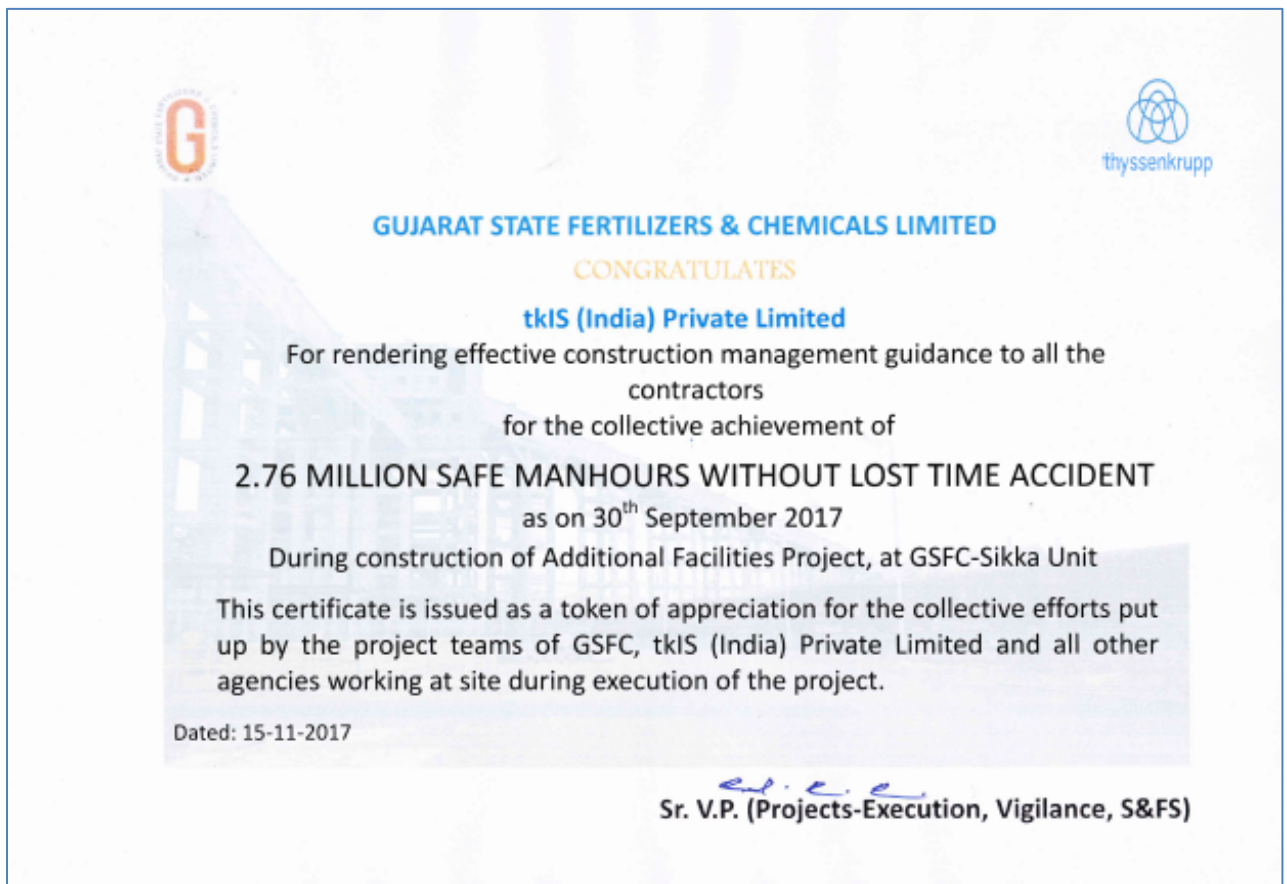 G
thyssenkrupp
GUJARAT STATE FERTILIZERS & CHEMICALS LIMITED
CONGRATULATES
tkIS (India) Private Limited
For rendering effective construction management guidance to all the
contractors
for the collective achievement of
2.76 MILLION SAFE MANHOURS WITHOUT LOST TIME ACCIDENT
as on 30th September 2017
During construction of Additional Facilities Project, at GSFC-Sikka Unit
This certificate is issued as a token of appreciation for the collective efforts put
up by the project teams of GSFC, tkIS (India) Private Limited and all other
agencies working at site during execution of the project.
Dated: 15-11-2017
Sr. V.P. (Projects-Execution, Vigilance, S&FS)